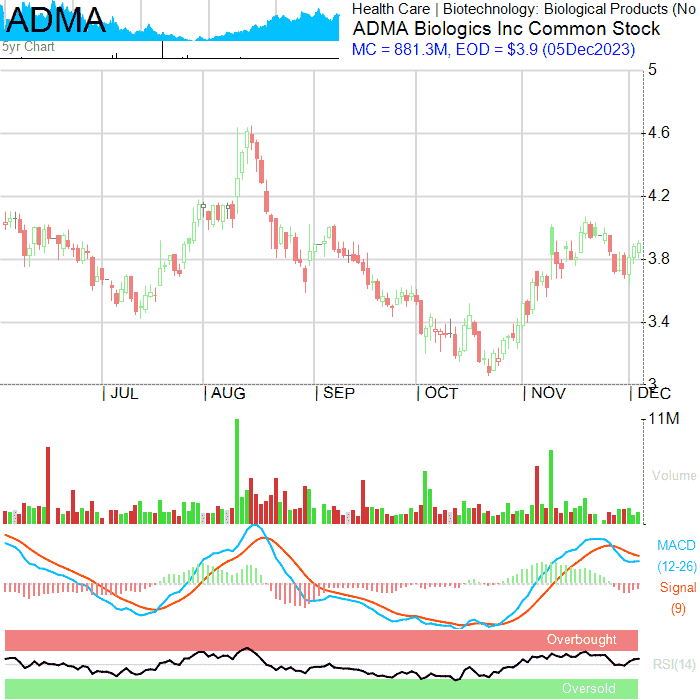 ADMA
5yr Chart
Health Care | Biotechnology: Biological Products (No
ADMA Biologics Inc Common Stock
MC = 881.3M, EOD = $3.9 (05Dec2023)
5
4.6
4.2
3.8
3.4
3
| JUL | AUG | SEP | OCT | NOV | DEC
11M
Volume
MACD
(12-26)
Signal
(9)
Overbought
RSI(14)
Oversold